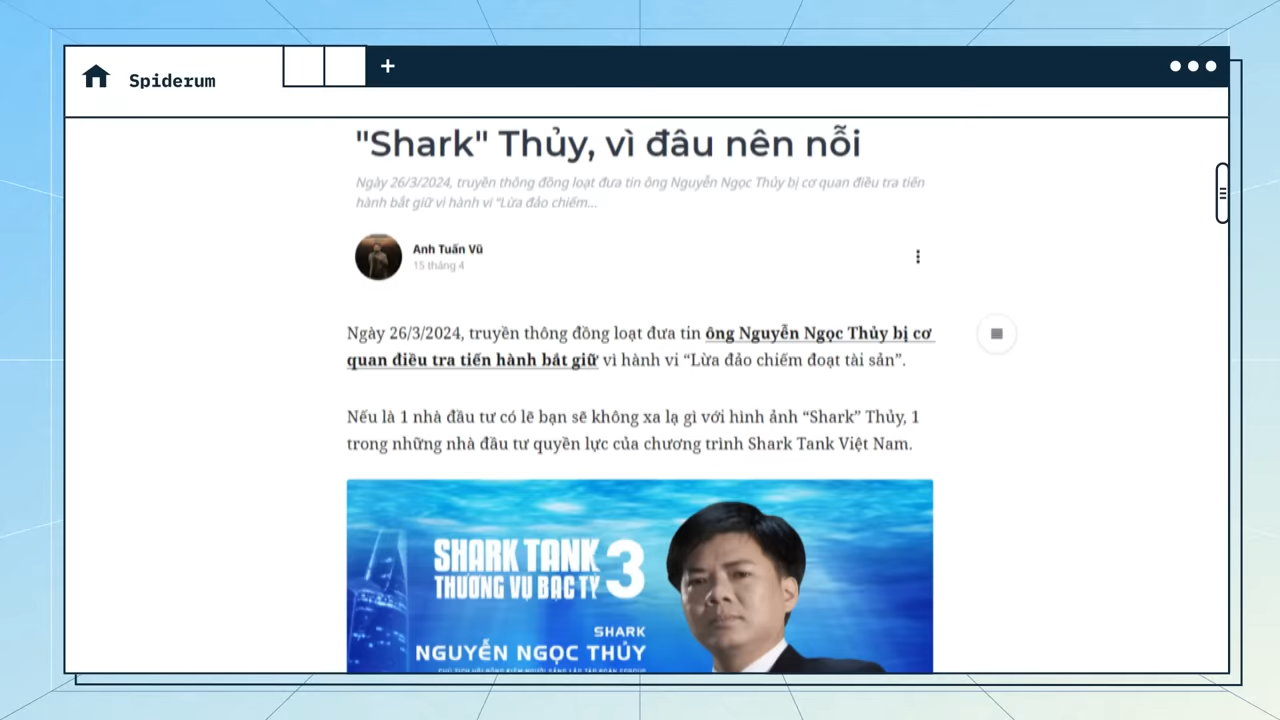 Spiderum
"Shark" Thủy, vì đâu nên nỗi
Ngày 26/3/2024, truyền thông đồng loạt đưa tin ông Nguyễn Ngọc Thủy bị cơ quan điều tra tiến
hành bắt giữ vì hành vi “Lừa đảo chiếm...
Anh Tuấn Vũ
15 tháng 4
Ngày 26/3/2024, truyền thông đồng loạt đưa tin ông Nguyễn Ngọc Thủy bị cơ
quan điều tra tiến hành bắt giữ vì hành vi “Lừa đảo chiếm đoạt tài sản”.
Nếu là 1 nhà đầu tư có lẽ bạn sẽ không xa lạ gì với hình ảnh “Shark” Thủy, 1
trong những nhà đầu tư quyền lực của chương trình Shark Tank Việt Nam.
SHARK TANK
THƯƠNG VỤ BẠC TỶ 3
SHARK
NGUYỄN NGỌC THỦY